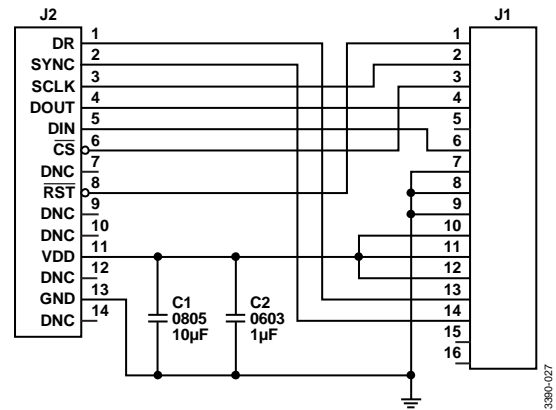 J2
J1
DR 1
SYNC 2
SCLK 3
DOUT 4
DIN 5
CS 6
DNC 7
RST 8
DNC 9
DNC 10
VDD 11
DNC 12
GND 13
DNC 14
C1
0805
10µF
C2
0603
1µF
1
2
3
4
5
6
7
8
9
10
11
12
13
14
15
16
3390-027